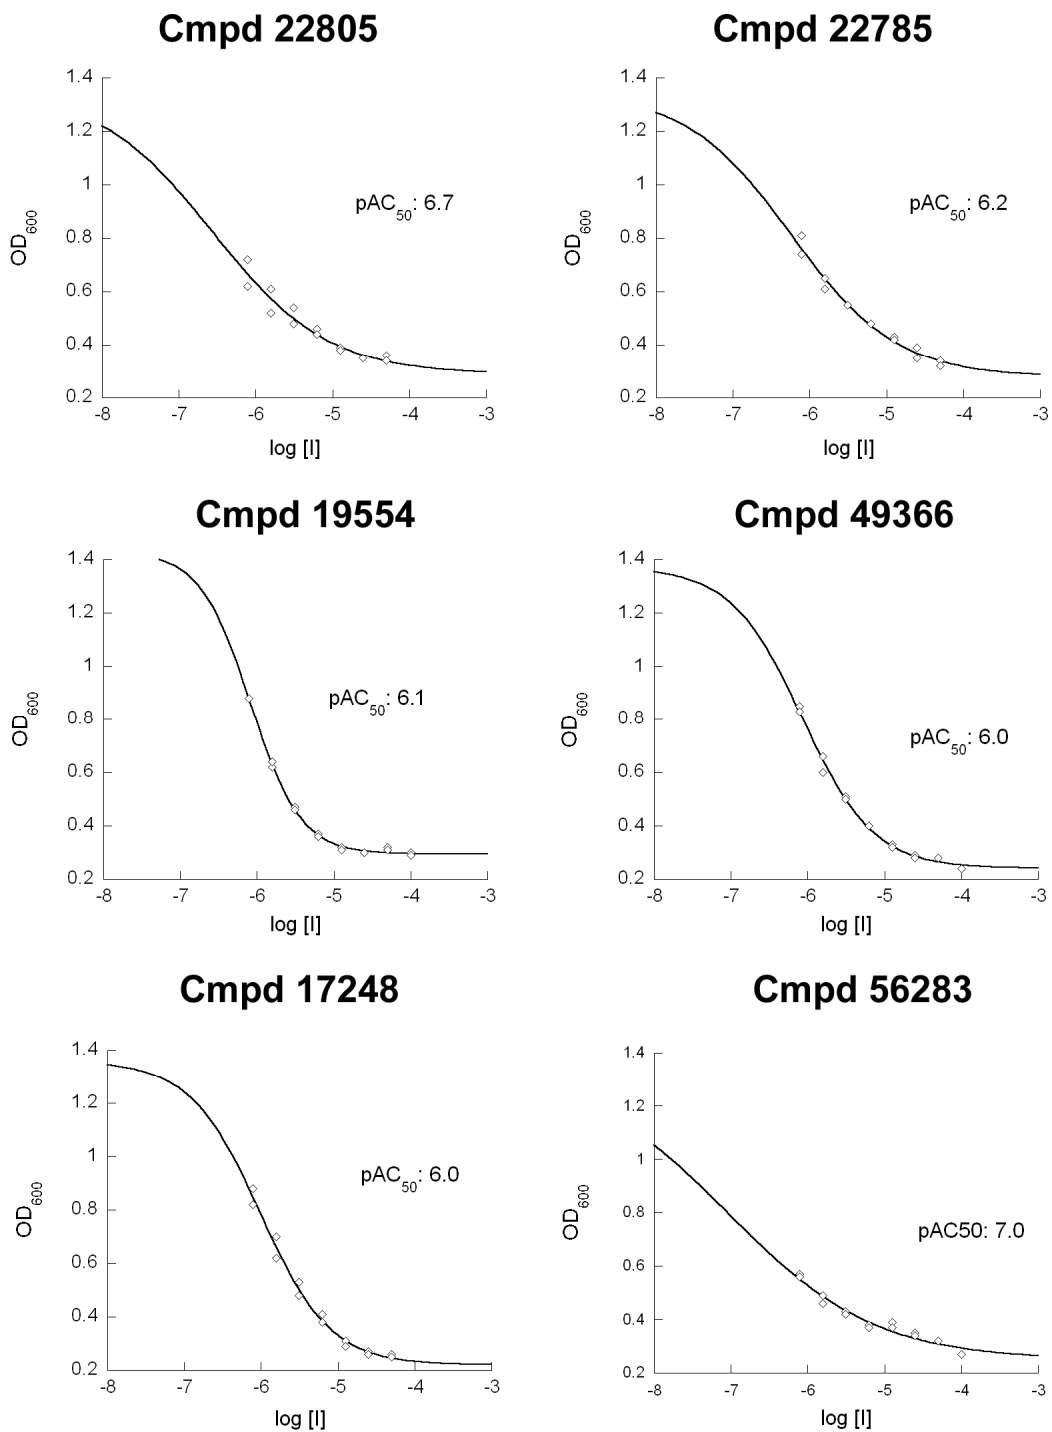 Cmpd 22805
1.4
1.2
1
0.8
0.6
0.4
0.2
OD600
pAC50: 6.7
-8 -7 -6 -5 -4 -3
log [I]
Cmpd 22785
1.4
1.2
1
0.8
0.6
0.4
0.2
OD600
pAC50: 6.2
-8 -7 -6 -5 -4 -3
log [I]
Cmpd 19554
1.4
1.2
1
0.8
0.6
0.4
0.2
OD600
pAC50: 6.1
-8 -7 -6 -5 -4 -3
log [I]
Cmpd 49366
1.4
1.2
1
0.8
0.6
0.4
0.2
OD600
pAC50: 6.0
-8 -7 -6 -5 -4 -3
log [I]
Cmpd 17248
1.4
1.2
1
0.8
0.6
0.4
0.2
OD600
pAC50: 6.0
-8 -7 -6 -5 -4 -3
log [I]
Cmpd 56283
1.4
1.2
1
0.8
0.6
0.4
0.2
OD600
pAC50: 7.0
-8 -7 -6 -5 -4 -3
log [I]